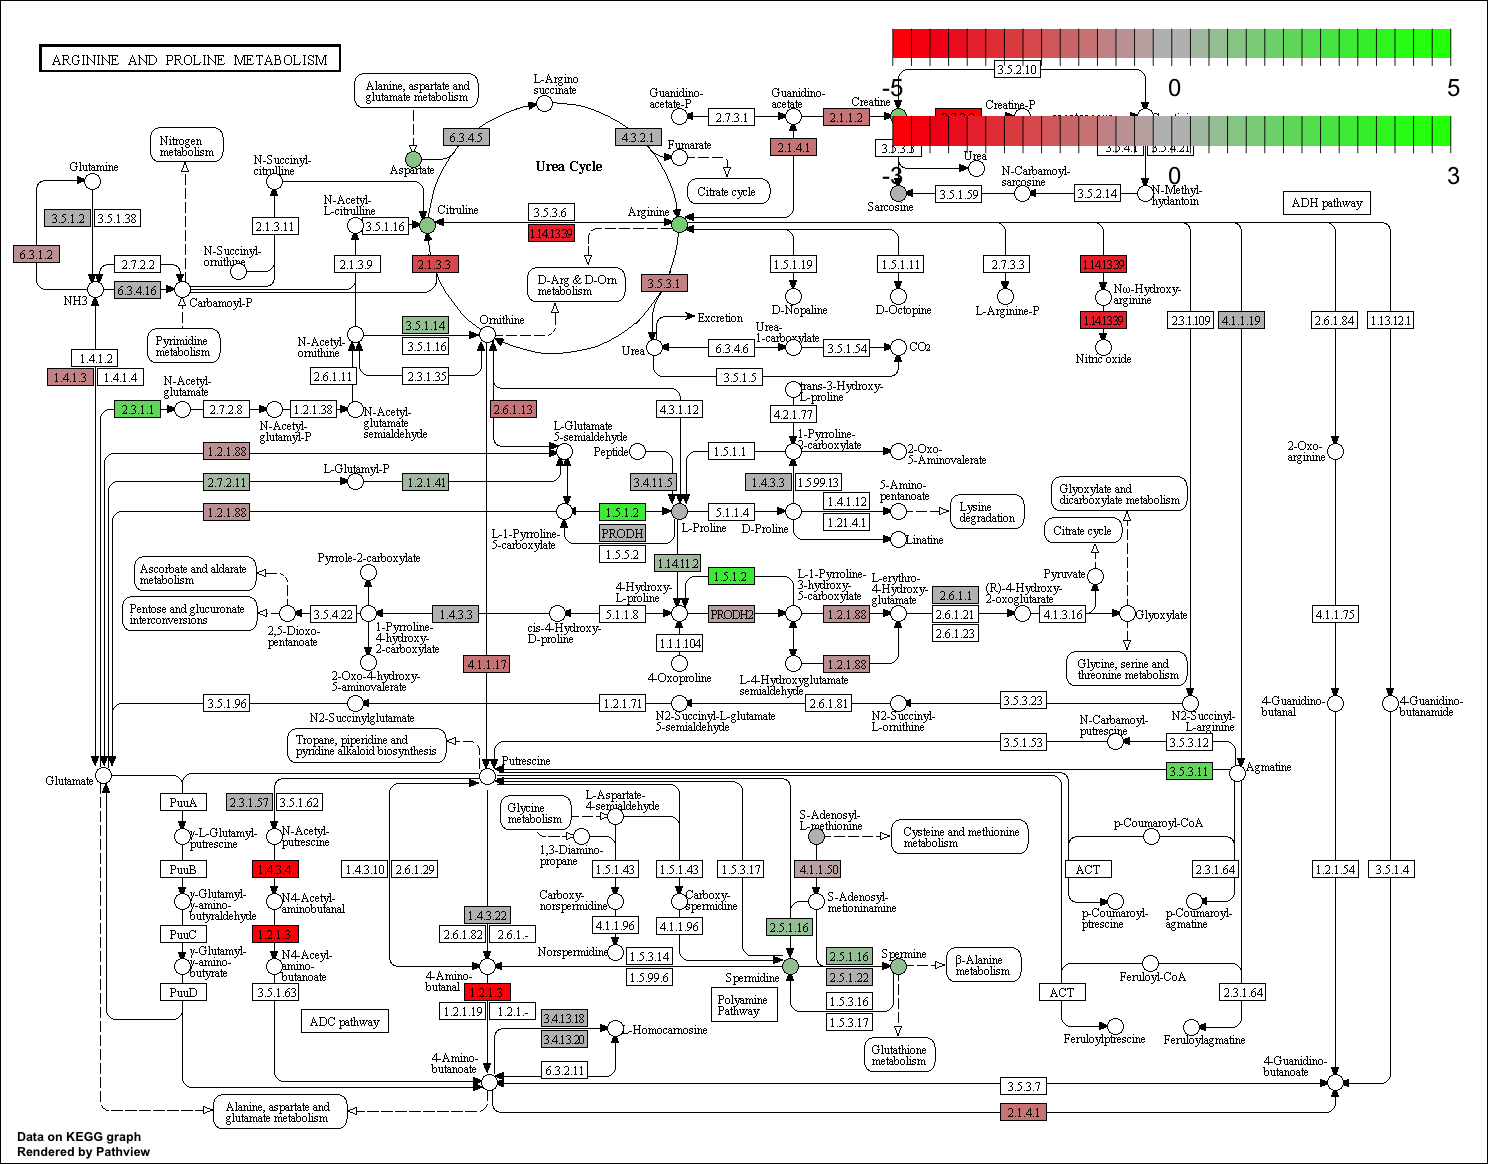 ARGININE AND PROLINE METABOLISM
-5 0 5
-3 0 3
3.5.2.10
Alanine, aspartate and
glutamate metabolism
L-Argino
succinate
Guanidino-
acetate-P
Guanidino-
acetate
Creatine
Creatine-P
2.7.3.1
2.1.1.2
6.3.4.5
4.3.2.1
2.1.4.1
Fumarate
Citrate cycle
Urea
Nitrogen
metabolism
Urea Cycle
Aspartate
Glutamine
N-Succinyl-
citrulline
N-Carbamoyl-
sarcosine
3.5.1.59
3.5.2.14
N-Methyl-
hydantoin
Sarcosine
ADH pathway
N-Acetyl-
L-citrulline
Citrulline
3.5.3.6
1.14.13.39
Arginine
3.5.1.2
3.5.1.38
2.1.3.11
3.5.1.16
6.3.1.2
N-Succinyl-
ornithine
2.7.2.2
2.1.3.9
2.1.3.3
D-Arg & D-Orn
metabolism
3.5.3.1
1.5.1.19
1.5.1.11
2.7.3.3
1.14.13.39
NH3
6.3.4.16
Carbamoyl-P
D-Nopaline
D-Octopine
L-Arginine-P
Nω-Hydroxy-
arginine
Pyrimidine
metabolism
3.5.1.14
3.5.1.16
Ornithine
Excretion
1.14.13.39
2.3.1.109
4.1.1.19
2.6.1.84
1.13.12.1
N-Acetyl-
ornithine
Urea
Urea-
1-carboxylate
6.3.4.6
3.5.1.54
CO2
Nitric oxide
1.4.1.2
1.4.1.3
1.4.1.4
2.6.1.11
2.3.1.35
3.5.1.5
N-Acetyl-
glutamate
trans-3-Hydroxy-
L-proline
2.3.1.1
2.7.2.8
1.2.1.38
N-Acetyl-
glutamyl-P
N-Acetyl-
glutamate
semialdehyde
2.6.1.13
4.3.1.12
4.2.1.77
L-Glutamate
5-semialdehyde
1-Pyrroline-
2-carboxylate
1.2.1.88
Peptide
1.5.1.1
2-Oxo-
5-Aminovalerate
2-Oxo-
arginine
L-Glutamyl-P
2.7.2.11
1.2.1.41
3.4.11.5
1.4.3.3
1.5.99.13
5-Amino-
pentanoate
Glyoxylate and
dicarboxylate metabolism
1.4.1.12
1.21.4.1
1.2.1.88
1.5.1.2
PRODH
1.5.5.2
L-1-Pyrroline-
5-carboxylate
L-Proline
5.1.1.4
D-Proline
Lysine
degradation
Citrate cycle
Linatine
Pyrrole-2-carboxylate
1.14.11.2
1.5.1.2
L-1-Pyrroline-
3-hydroxy-
5-carboxylate
L-erythro-
4-Hydroxy-
glutamate
Pyruvate
Ascorbate and aldarate
metabolism
4-Hydroxy-
L-proline
2.6.1.1
2.6.1.21
2.6.1.23
(R)-4-Hydroxy-
2-oxoglutarate
Pentose and glucuronate
interconversions
3.5.4.22
1.4.3.3
5.1.1.8
PRODH2
1.2.1.88
4.1.3.16
Glyoxylate
4.1.1.75
2,5-Dioxo-
pentanoate
1-Pyrroline-
4-hydroxy-
2-carboxylate
cis-4-Hydroxy-
D-proline
1.1.1.104
4.1.1.17
1.2.1.88
Glycine, serine and
threonine metabolism
2-Oxo-4-hydroxy-
5-aminovalerate
4-Oxoproline
L-4-Hydroxyglutamate
semialdehyde
3.5.1.96
N2-Succinylglutamate
1.2.1.71
N2-Succinyl-L-glutamate
5-semialdehyde
2.6.1.81
N2-Succinyl-
L-ornithine
3.5.3.23
N2-Succinyl-
L-arginine
4-Guanidino-
butanal
4-Guanidino-
butanamide
Tropane, piperidine and
pyridine alkaloid biosynthesis
3.5.1.53
N-Carbamoyl-
putrescine
3.5.3.12
Glutamate
Putrescine
3.5.3.11
Agmatine
PuuA
2.3.1.57
3.5.1.62
Glycine
metabolism
L-Aspartate-
4-semialdehyde
S-Adenosyl-
L-methionine
Cysteine and methionine
metabolism
p-Coumaroyl-CoA
γ-L-Glutamyl-
putrescine
N-Acetyl-
putrescine
1,3-Diamino-
propane
PuuB
1.4.3.4
1.4.3.10
2.6.1.29
1.5.1.43
1.5.1.43
1.5.3.17
4.1.1.50
ACT
2.3.1.64
1.2.1.54
3.5.1.4
γ-Glutamyl-
γ-amino-
butyraldehyde
N4-Acetyl-
aminobutanal
Carboxy-
norspermidine
Carboxy-
spermidine
S-Adenosyl-
methioninamine
p-Coumaroyl-
ptrescine
p-Coumaroyl-
agmatine
PuuC
1.2.1.3
1.4.3.22
2.6.1.82
2.6.1.-
4.1.1.96
4.1.1.96
2.5.1.16
γ-Glutamyl-
γ-amino-
butyrate
N4-Aceyl-
amino-
butanoate
Norspermidine
1.5.3.14
1.5.99.6
2.5.1.16
2.5.1.22
Spermine
β-Alanine
metabolism
Feruloyl-CoA
4-Amino-
butanal
Spermidine
PuuD
3.5.1.63
1.2.1.3
1.2.1.19
1.2.1.-
Polyamine
Pathway
1.5.3.16
1.5.3.17
ACT
2.3.1.64
ADC pathway
3.4.13.18
3.4.13.20
L-Homocarnosine
Feruloylptrescine
Feruloylagmatine
Glutathione
metabolism
4-Amino-
butanoate
6.3.2.11
4-Guanidino-
butanoate
3.5.3.7
Alanine, aspartate and
glutamate metabolism
2.1.4.1
Data on KEGG graph
Rendered by Pathview